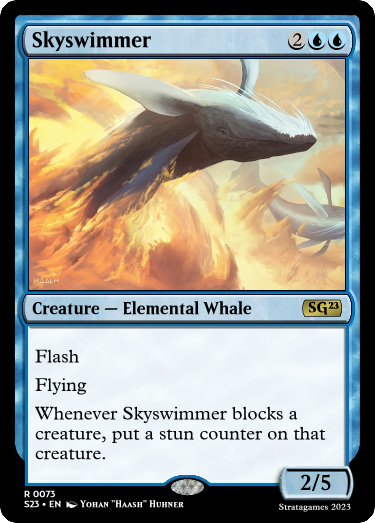 Skyswimmer 2
HAASH
Creature — Elemental Whale SG23
Flash
Flying
Whenever Skyswimmer blocks a
creature, put a stun counter on that
creature.
2/5
R 0073
S23 • EN Yohan "Haash" Huhner
Stratagames 2023